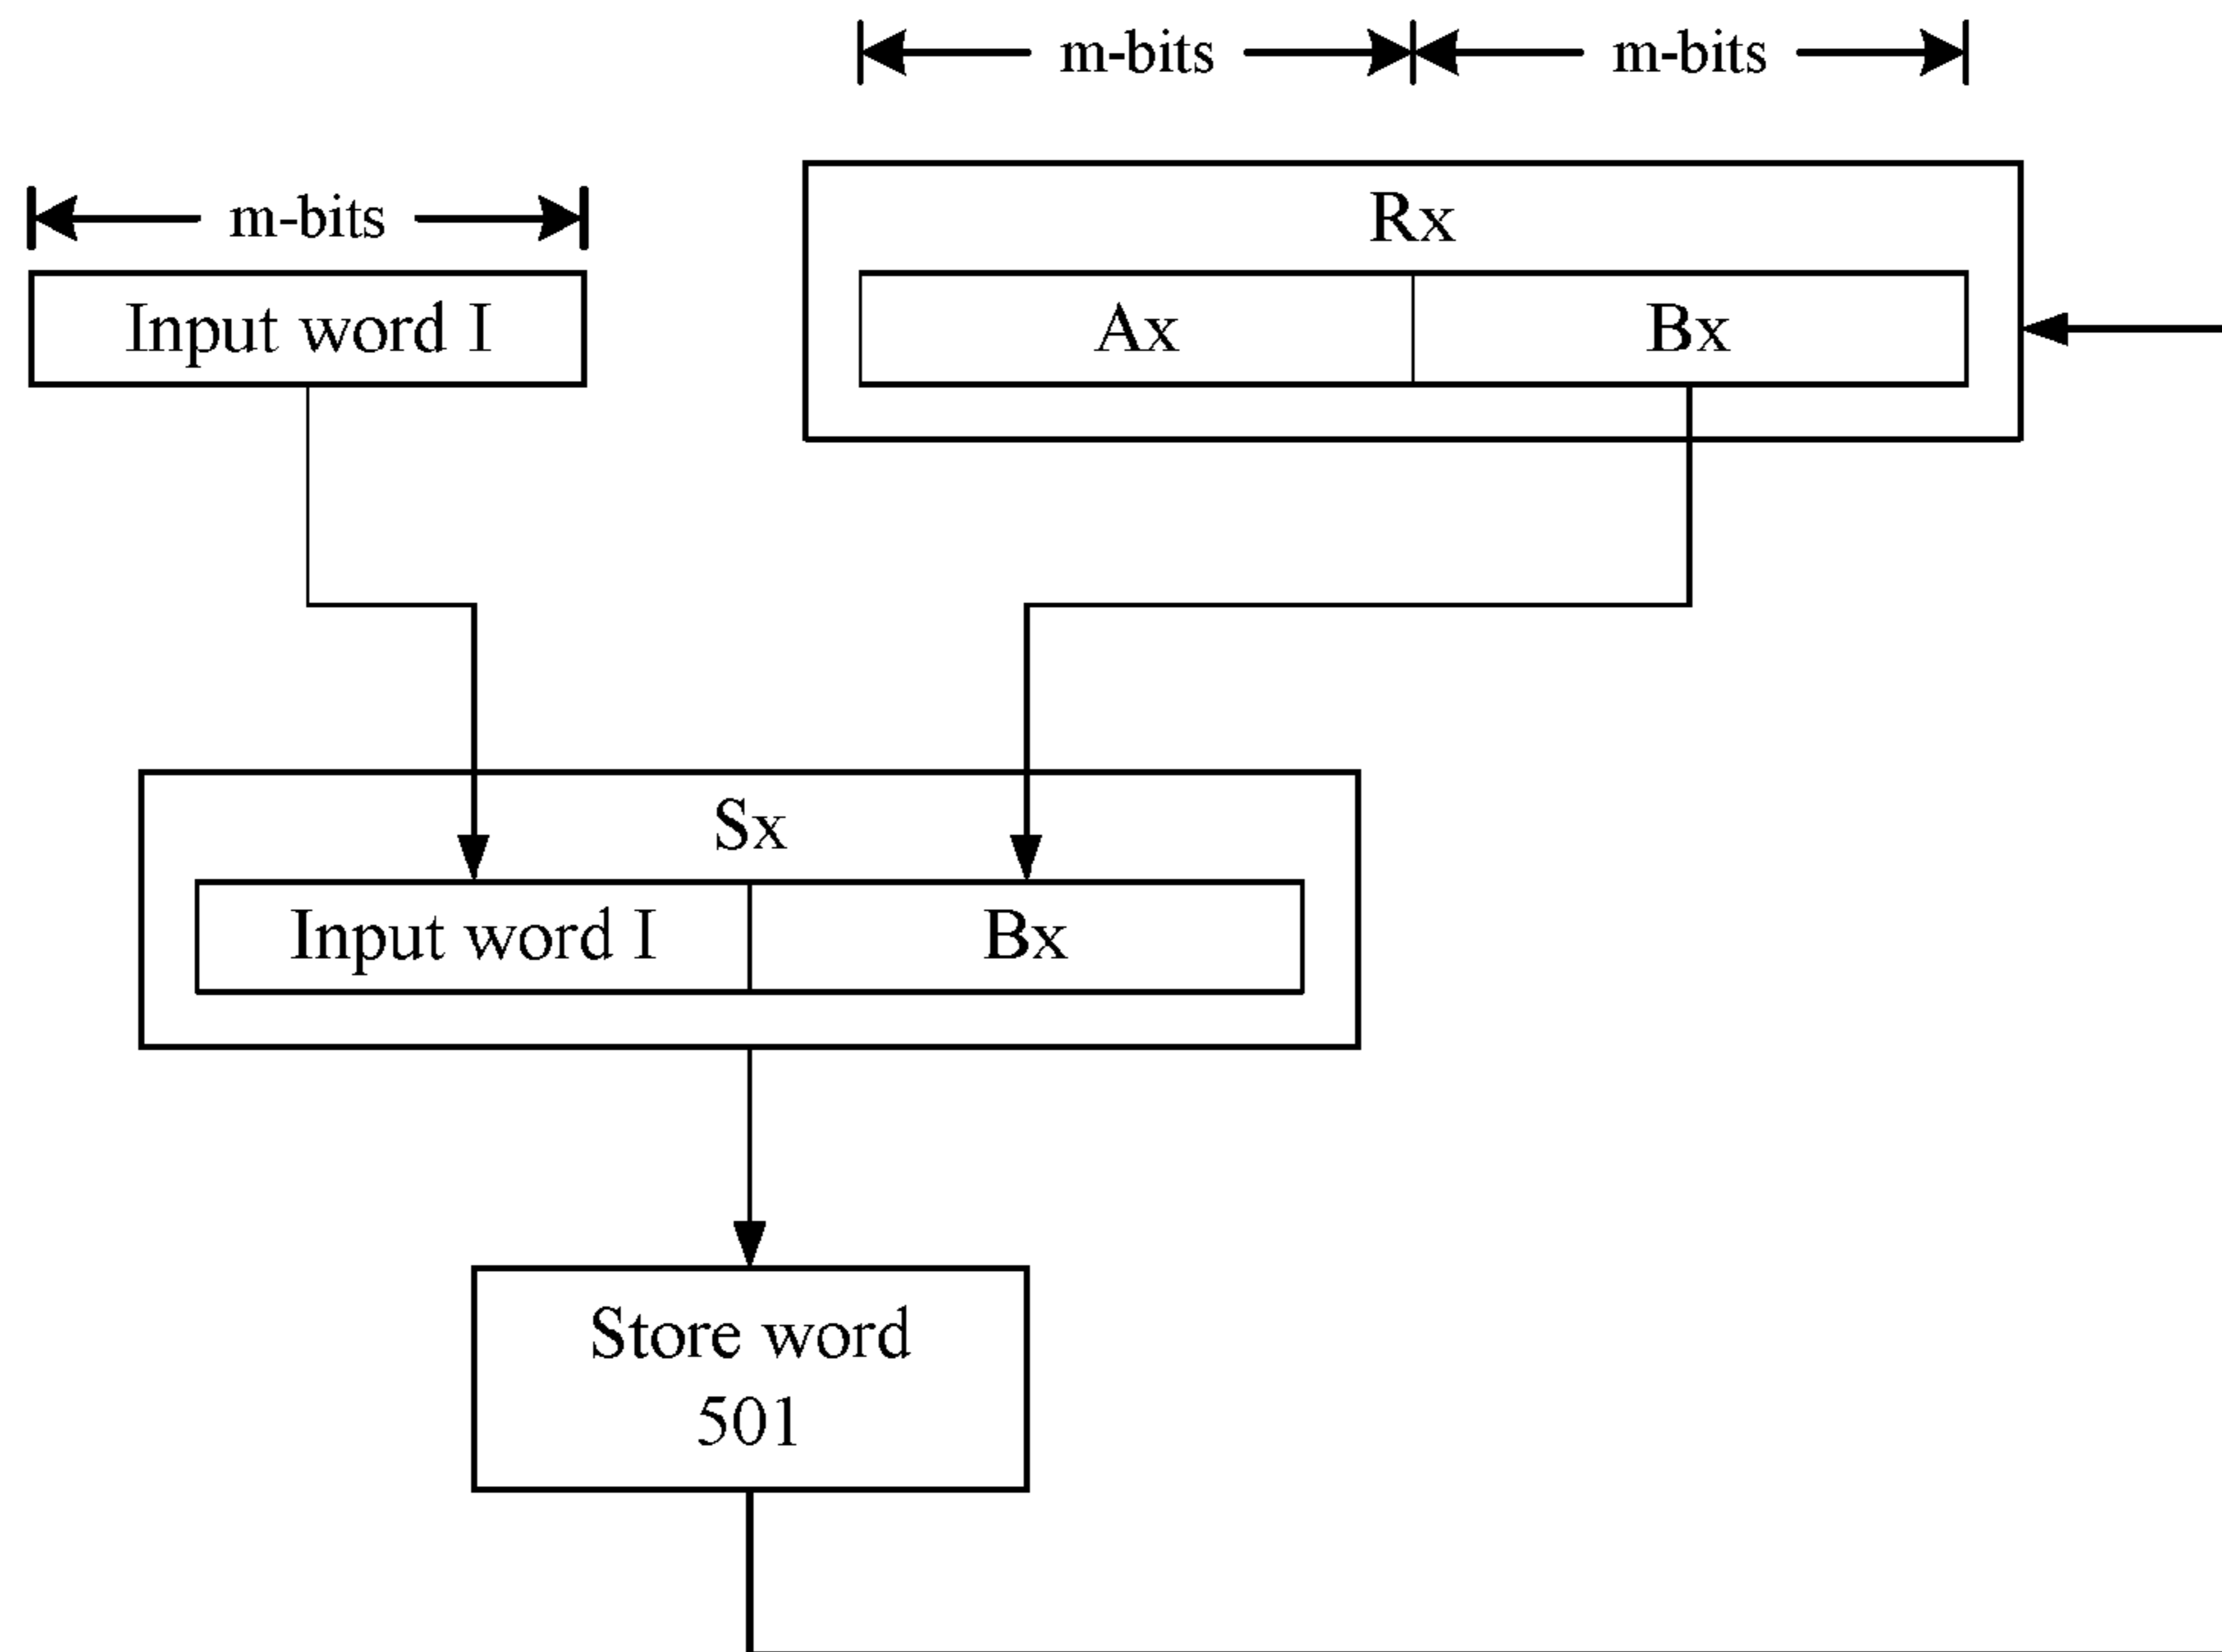 m-bits m-bits
m-bits
Rx
Input word I
Ax Bx
Sx
Input word I Bx
Store word
501